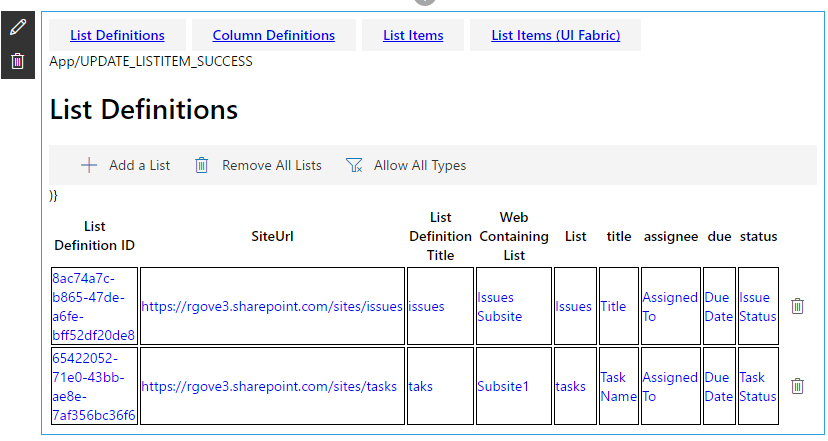 List Definitions Column Definitions List Items List Items (UI Fabric)
App/UPDATE_LISTITEM_SUCCESS
List Definitions
Add a List Remove All Lists Allow All Types
)}
List Definition ID SiteUrl List Definition Title Web Containing List List title assignee due status
8ac74a7c-b865-47de-a6fe-bff52df20de8 https://rgove3.sharepoint.com/sites/issues issues Issues Subsite Issues Title Assigned To Due Date Issue Status
65422052-71e0-43bb-ae8e-7af356bc36f6 https://rgove3.sharepoint.com/sites/tasks taks Subsite1 tasks Task Name Assigned To Due Date Task Status